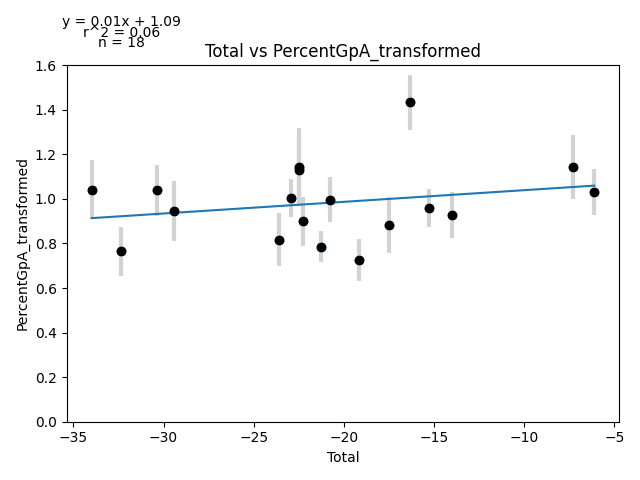 y = 0.01x + 1.09
r^2 = 0.06
n = 18
Total vs PercentGpA_transformed
1.6
1.4
1.2
1.0
0.8
0.6
0.4
0.2
0.0
PercentGpA_transformed
−35 −30 −25 −20 −15 −10 −5
Total